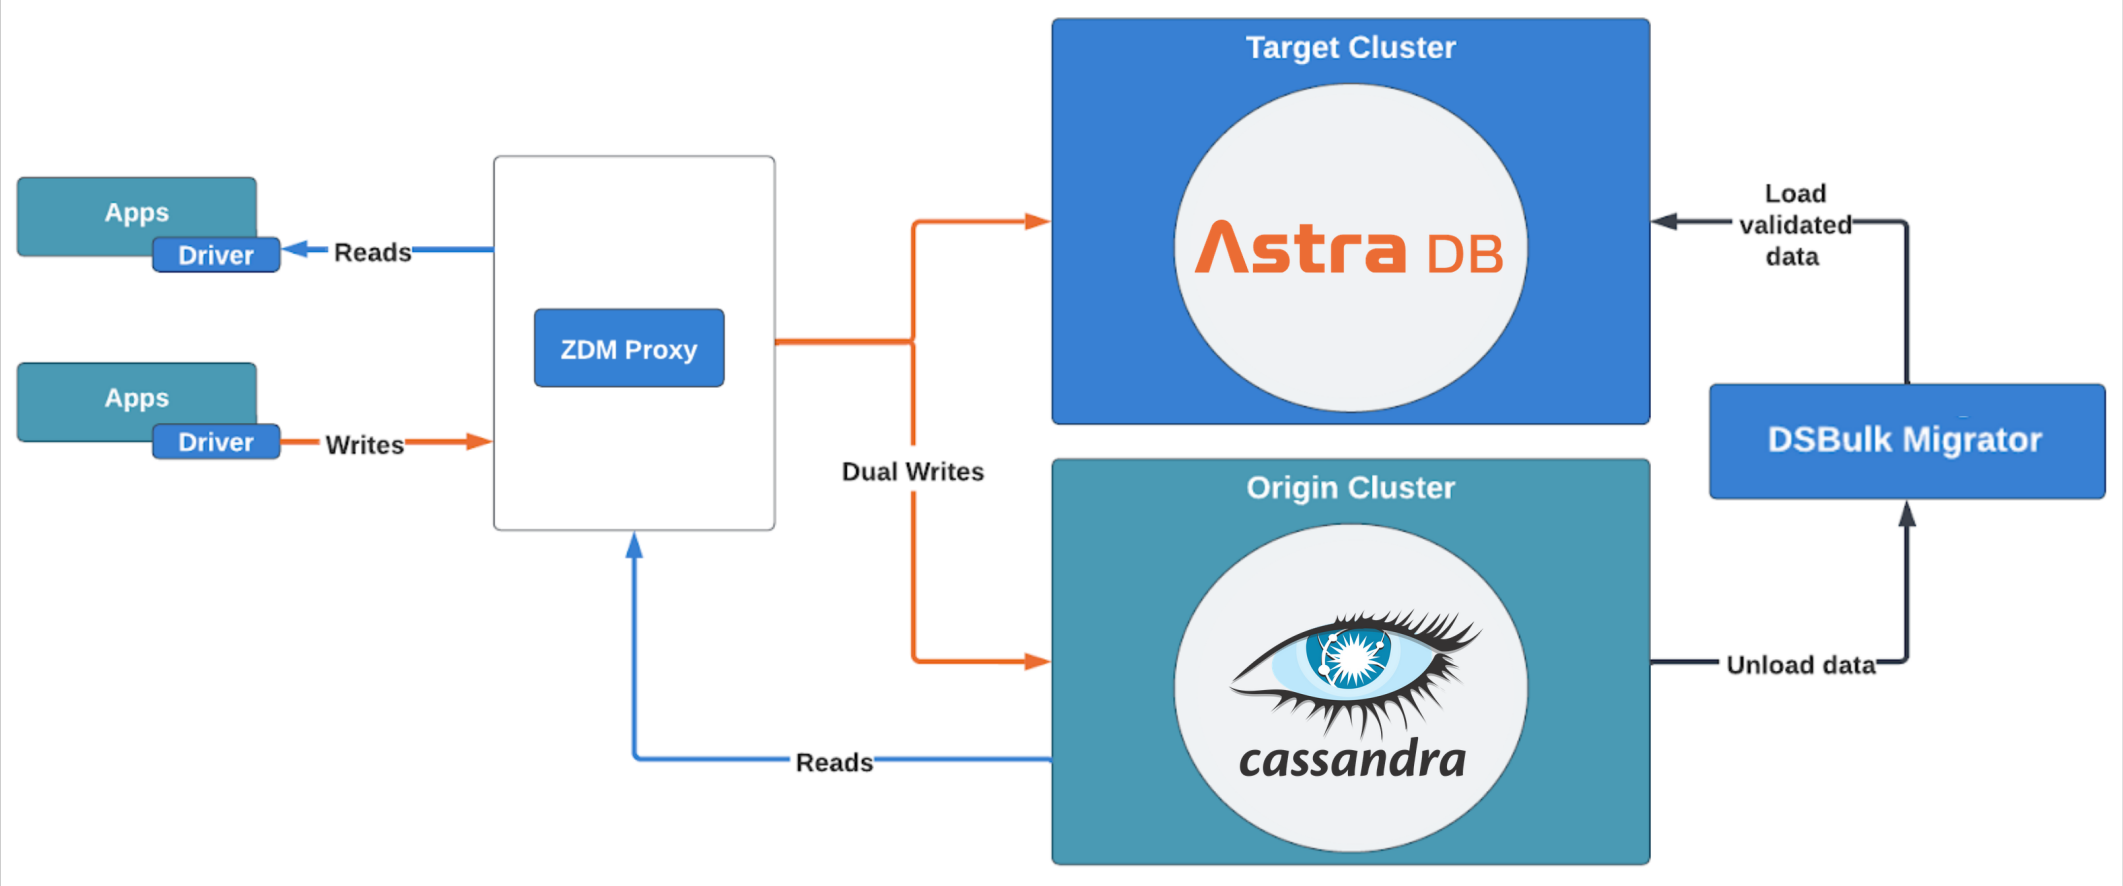 Apps
Driver
Reads
Apps
Driver
Writes
ZDM Proxy
Dual Writes
Reads
Target Cluster
Astra DB
Origin Cluster
cassandra
Load
validated
data
DSBulk Migrator
Unload data